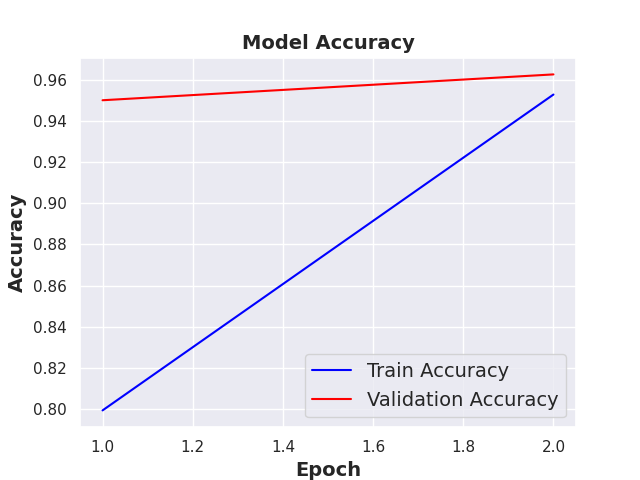 Model Accuracy
Accuracy
0.96
0.94
0.92
0.90
0.88
0.86
0.84
0.82
0.80
Train Accuracy
Validation Accuracy
1.0 1.2 1.4 1.6 1.8 2.0
Epoch